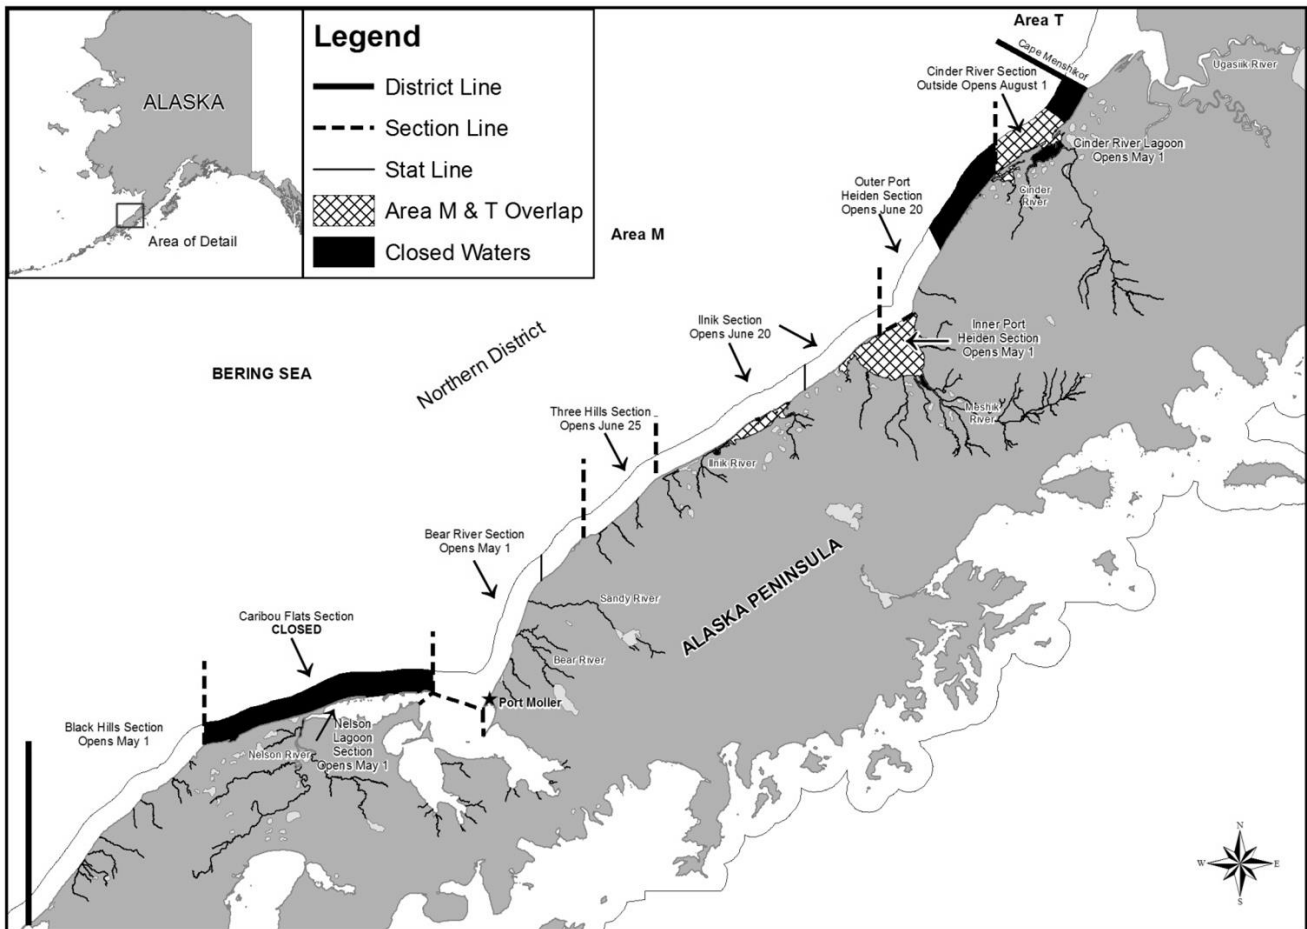 ALASKA
Area of Detail
Legend
District Line
Section Line
Stat Line
Area M & T Overlap
Closed Waters
Area T
Cape Menshikof
Ugasiik River
Cinder River Section
Outside Opens August 1
Cinder River Lagoon
Opens May 1
Cinder
River
Outer Port
Heiden Section
Opens June 20
Area M
Ilnik Section
Opens June 20
Inner Port
Heiden Section
Opens May 1
Meshik
River
Northern District
BERING SEA
Three Hills Section
Opens June 25
Ilnik River
Bear River Section
Opens May 1
Sandy River
ALASKA PENINSULA
Caribou Flats Section
CLOSED
Bear River
Port Moller
Black Hills Section
Opens May 1
Nelson River
Nelson
Lagoon
Section
Opens May 1
N
W
E
S